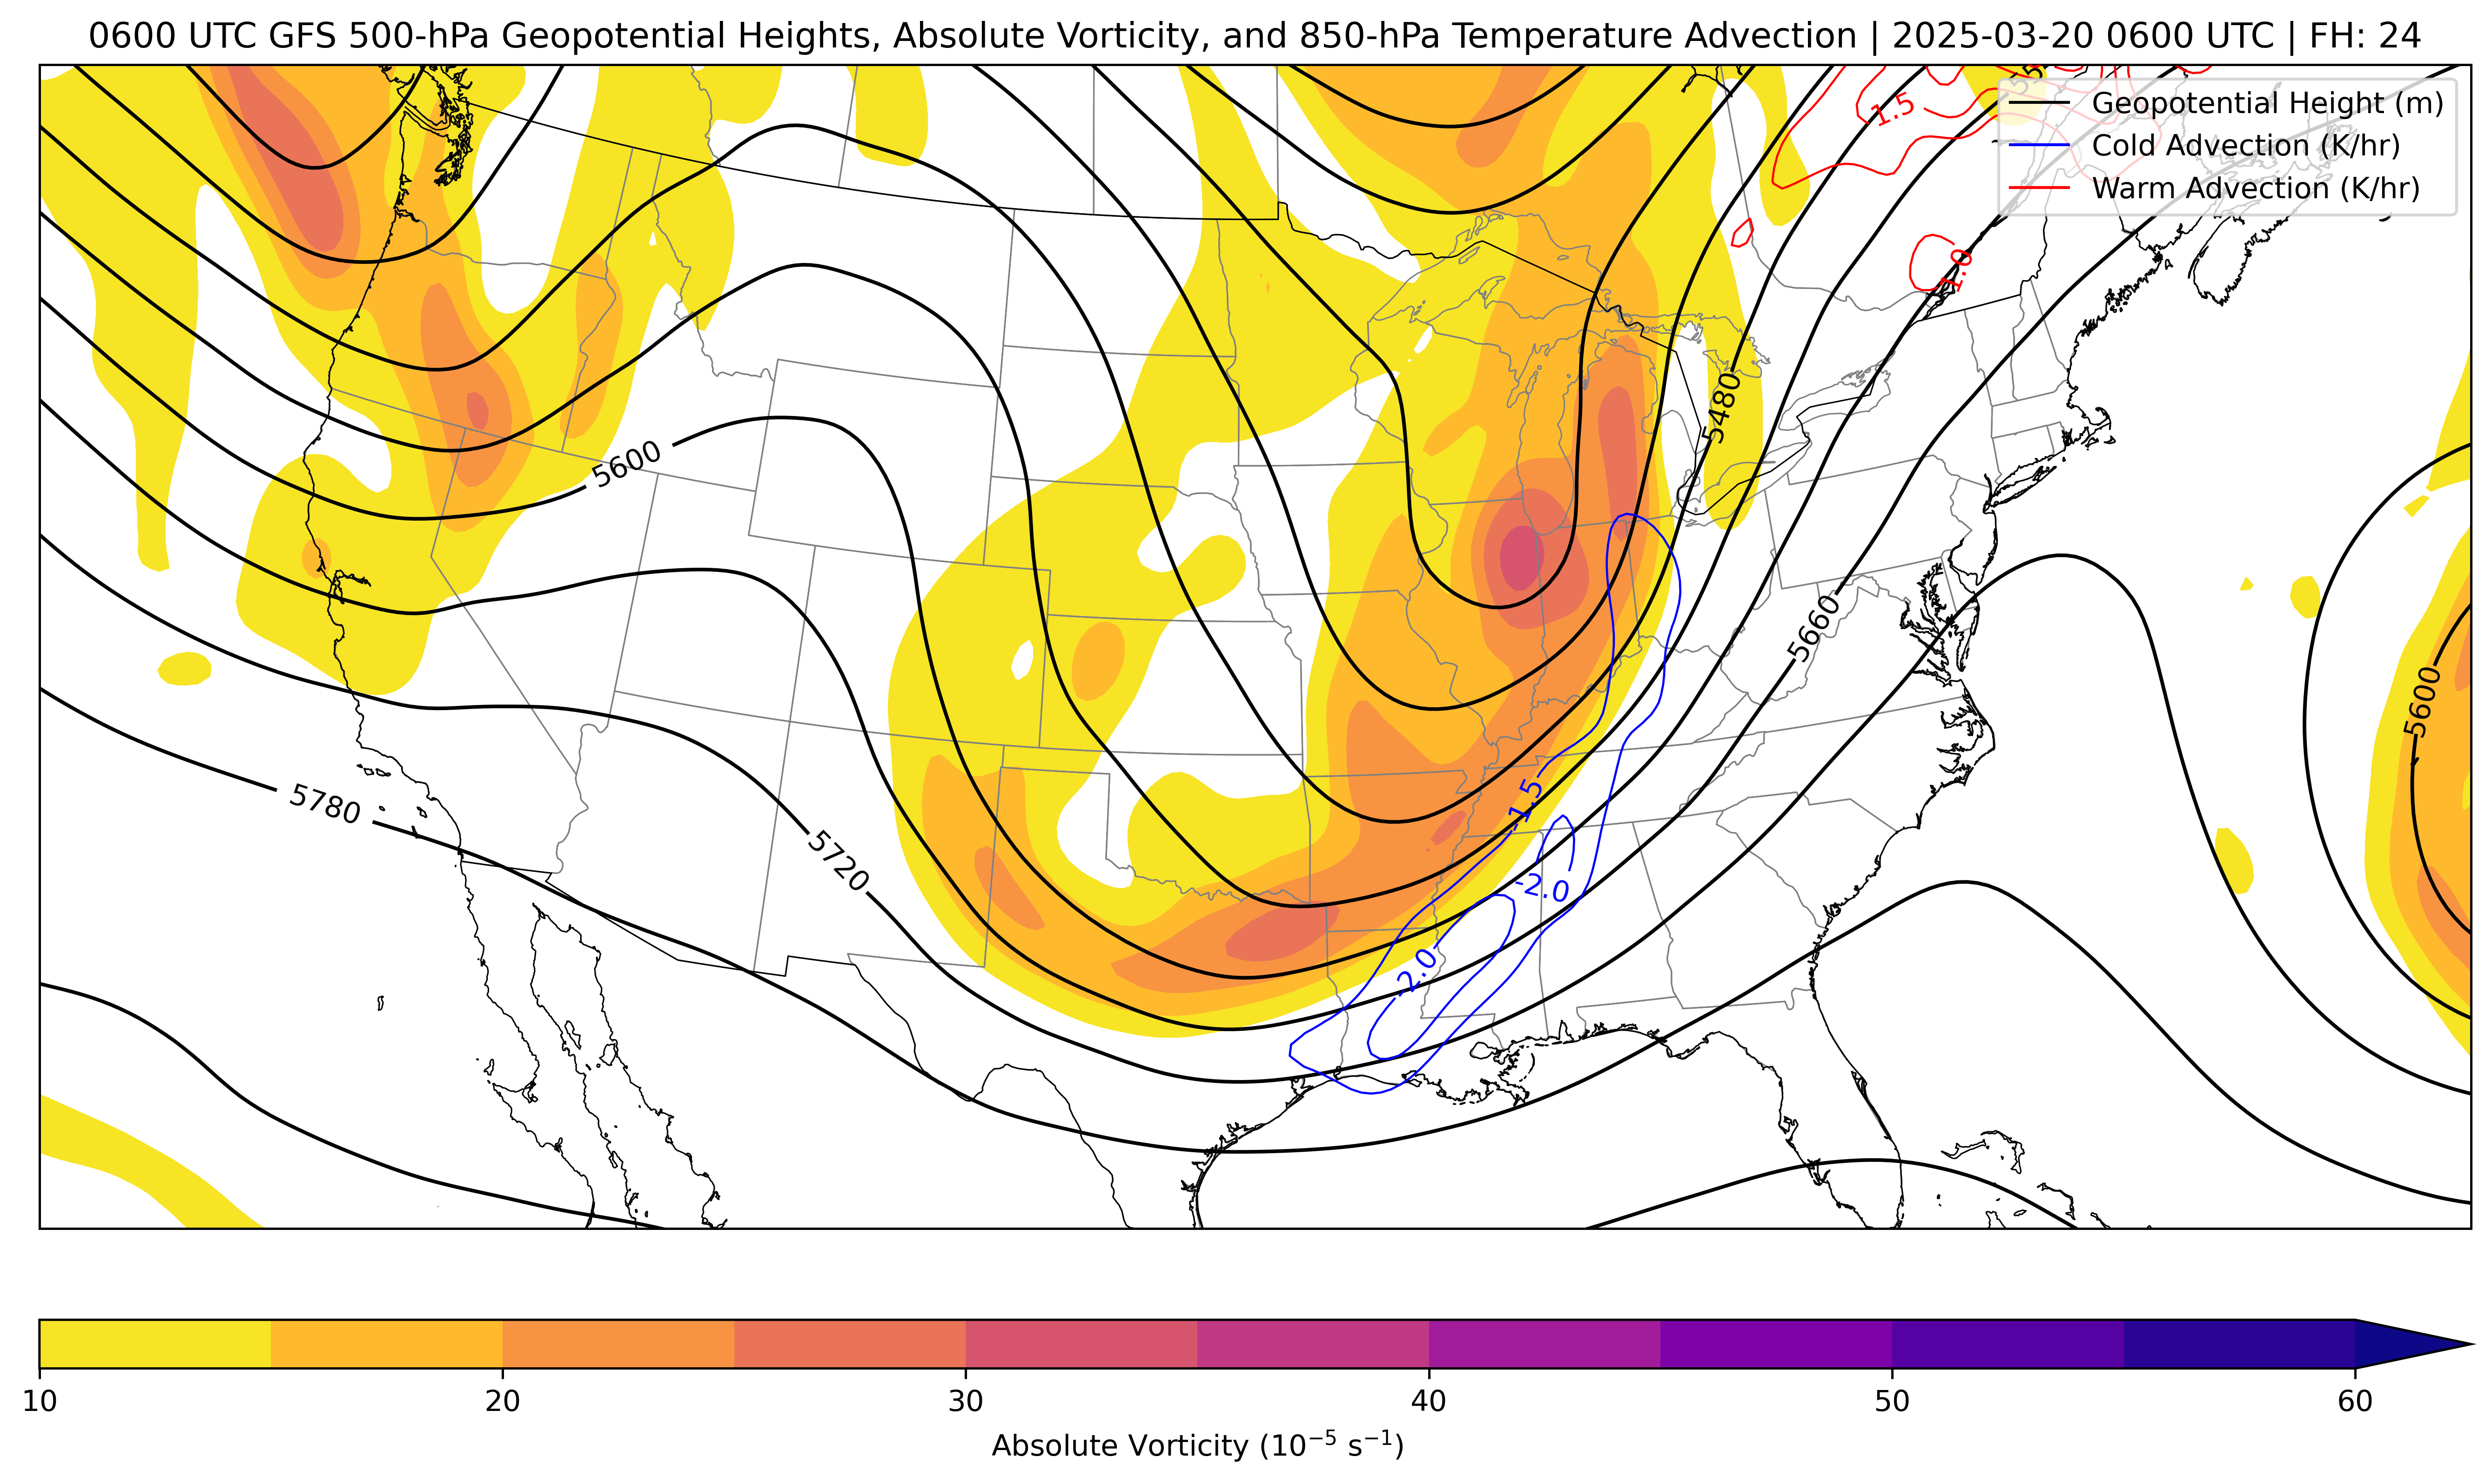 0600 UTC GFS 500-hPa Geopotential Heights, Absolute Vorticity, and 850-hPa Temperature Advection | 2025-03-20 0600 UTC | FH: 24
Geopotential Height (m)
Cold Advection (K/hr)
Warm Advection (K/hr)
1.5
1.0
5480
5600
5660
5600
5780
5720
-1.5
-2.0
-2.0
10 20 30 40 50 60
Absolute Vorticity (10⁻⁵ s⁻¹)